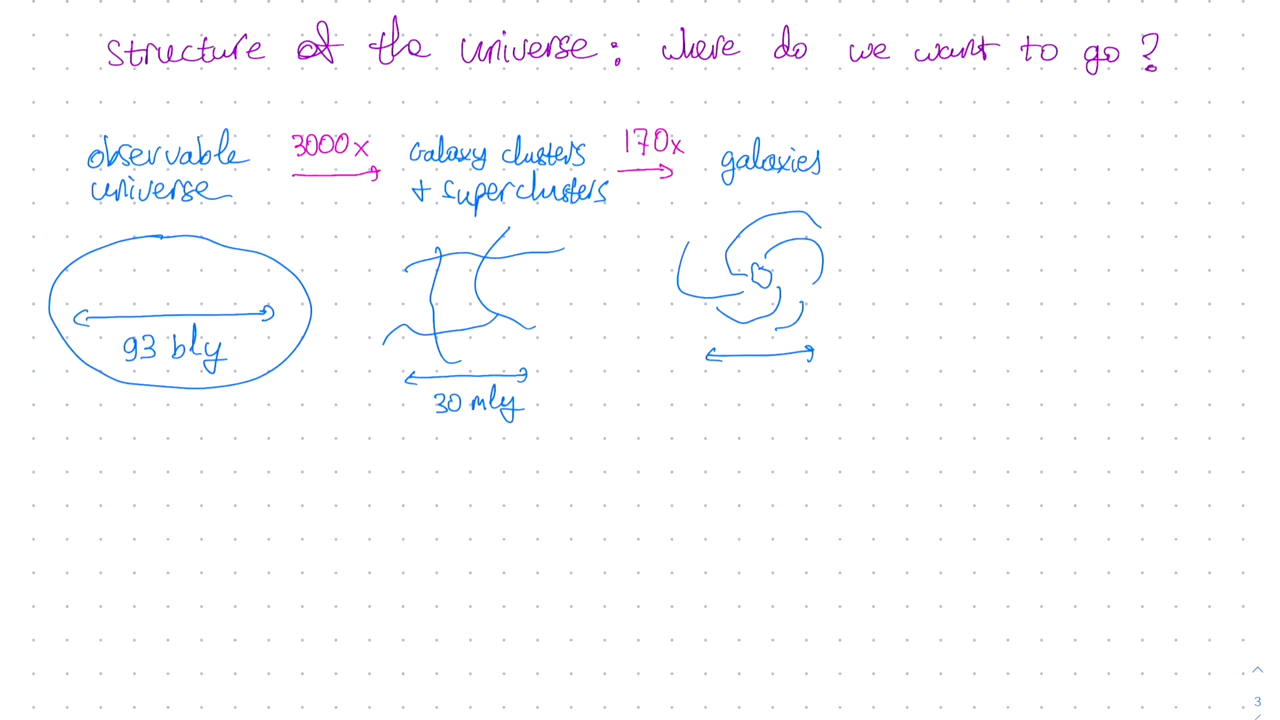 structure of the universe: where do we want to go?
observable universe
3000x
Galaxy clusters + superclusters
170x
galaxies
93 bly
30 mly
3